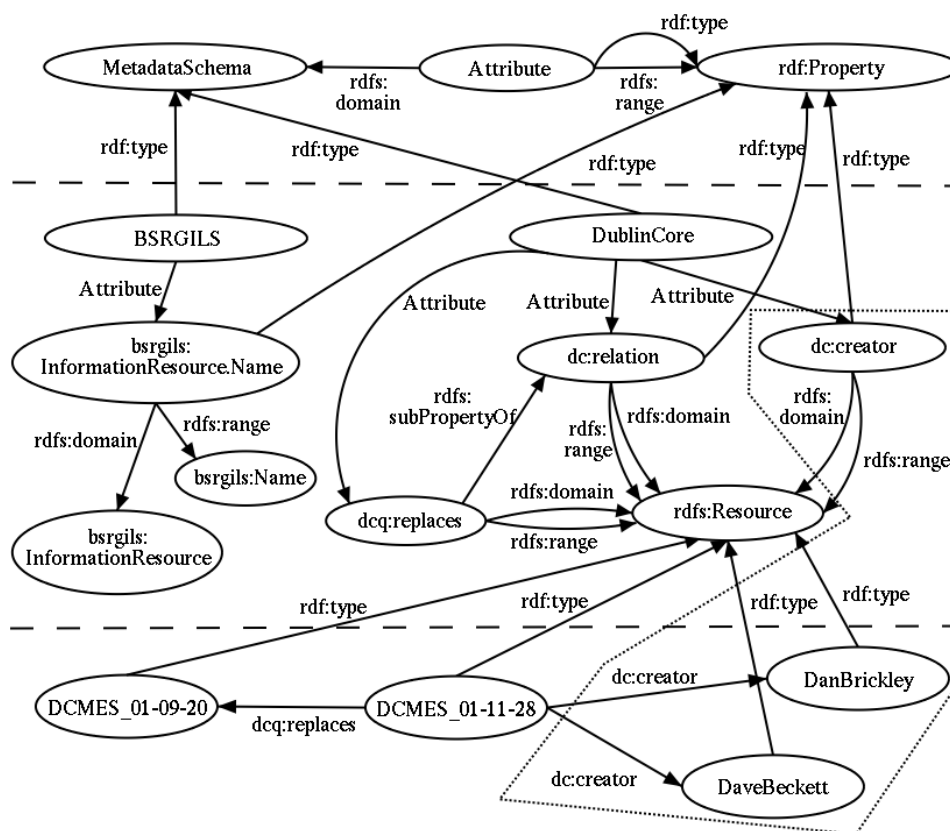 rdf:type
MetadataSchema
Attribute
rdf:Property
rdfs:
domain
rdfs:
range
rdf:type
rdf:type
rdf:type
rdf:type
rdf:type
BSRGILS
DublinCore
Attribute
Attribute
Attribute
Attribute
bsrgils:
InformationResource.Name
dc:relation
dc:creator
rdfs:
subPropertyOf
rdfs:domain
rdfs:
range
rdfs:
domain
rdfs:range
rdfs:domain
rdfs:range
bsrgils:Name
bsrgils:
InformationResource
dcq:replaces
rdfs:domain
rdfs:range
rdfs:Resource
rdf:type
rdf:type
rdf:type
rdf:type
DCMES_01-09-20
dcq:replaces
DCMES_01-11-28
dc:creator
DanBrickley
dc:creator
DaveBeckett